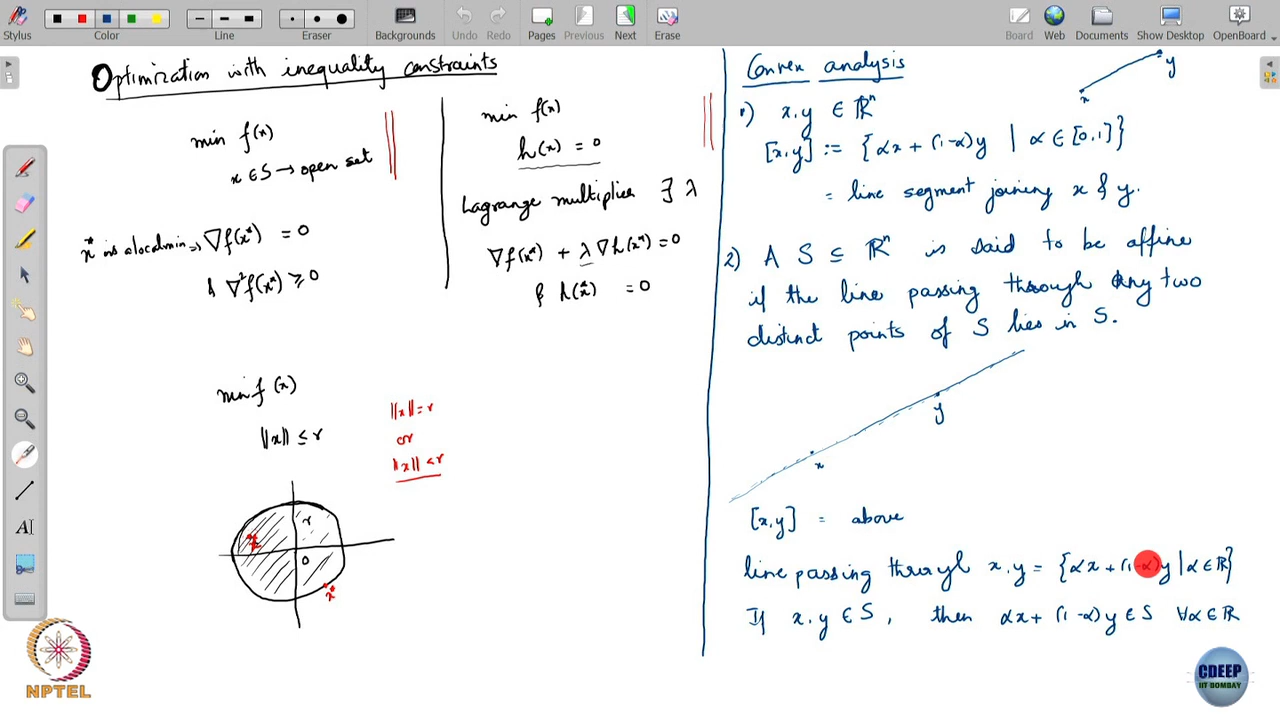 Stylus
Color
Line
Eraser
Backgrounds
Undo
Redo
Pages
Previous
Next
Erase
Board
Web
Documents
Show Desktop
OpenBoard
Optimization with inequality constraints
min f(x)
x ∈ S → open set
x* is a local min ⇒ ∇f(x*) = 0
& ∇²f(x*) ≥ 0
min f(x)
h(x) = 0
Lagrange multiplier ∃ λ
∇f(x*) + λ ∇h(x*) = 0
& h(x*) = 0
min f(x)
||x|| ≤ r
||x|| = r
or
||x|| < r
r
0
x*
Convex analysis
x
y
1) x, y ∈ ℝⁿ
[x,y] := {αx + (1-α)y | α ∈ [0,1]}
= line segment joining x & y.
2) A S ⊆ ℝⁿ is said to be affine
if the line passing through any two
distinct points of S lies in S.
x
y
[x,y] = above
line passing through x,y = {αx + (1-α)y | α ∈ ℝ}
If x, y ∈ S, then αx + (1-α)y ∈ S ∀α ∈ ℝ
NPTEL
CDEEP
IIT BOMBAY